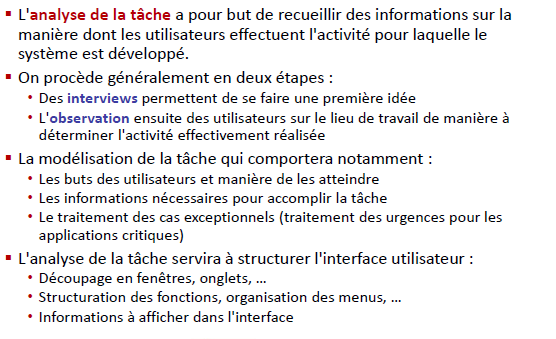 L'analyse de la tâche a pour but de recueillir des informations sur la
manière dont les utilisateurs effectuent l'activité pour laquelle le
système est développé.
On procède généralement en deux étapes :
Des interviews permettent de se faire une première idée
L'observation ensuite des utilisateurs sur le lieu de travail de manière à
déterminer l'activité effectivement réalisée
La modélisation de la tâche qui comportera notamment :
Les buts des utilisateurs et manière de les atteindre
Les informations nécessaires pour accomplir la tâche
Le traitement des cas exceptionnels (traitement des urgences pour les
applications critiques)
L'analyse de la tâche servira à structurer l'interface utilisateur :
Découpage en fenêtres, onglets, ...
Structuration des fonctions, organisation des menus, ...
Informations à afficher dans l'interface